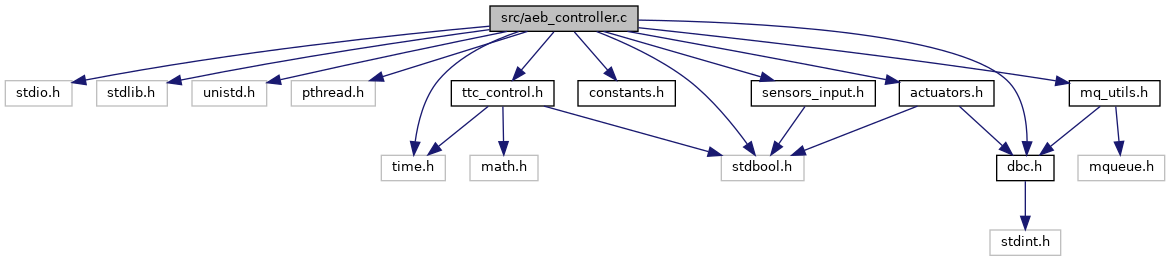 src/aeb_controller.c
stdio.h
stdlib.h
unistd.h
pthread.h
ttc_control.h
constants.h
sensors_input.h
actuators.h
mq_utils.h
time.h
math.h
stdbool.h
dbc.h
mqueue.h
stdint.h